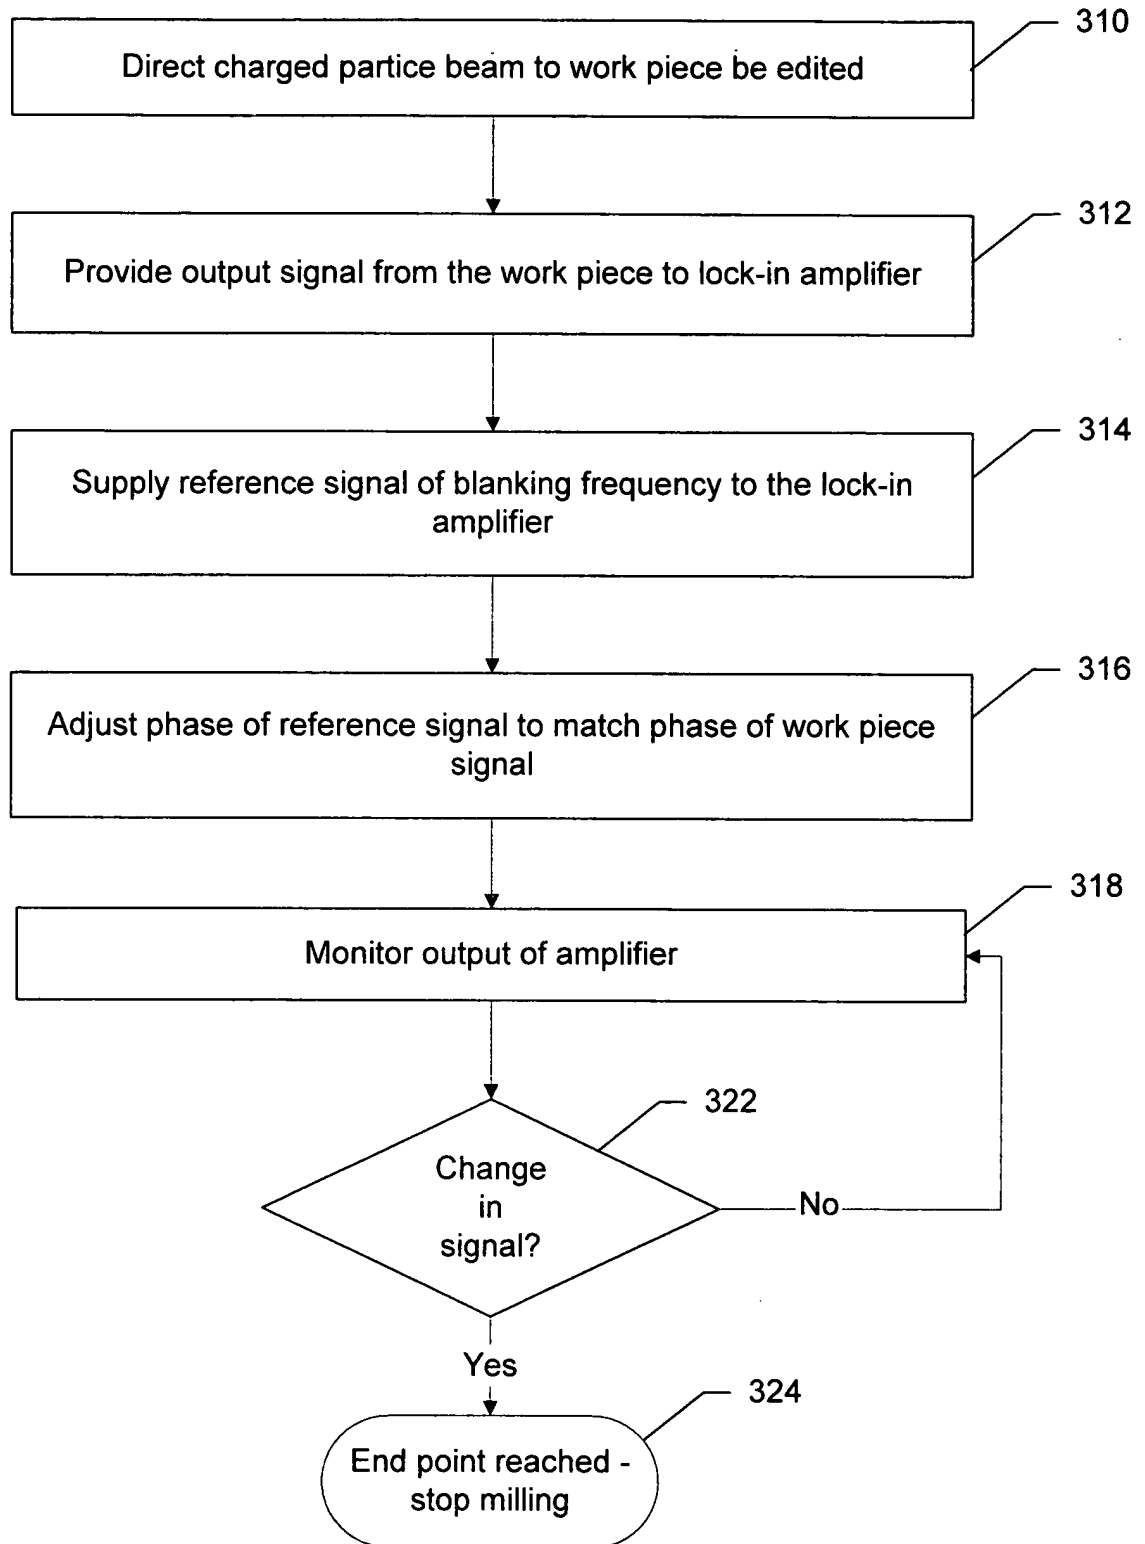 310
Direct charged partice beam to work piece be edited
312
Provide output signal from the work piece to lock-in amplifier
314
Supply reference signal of blanking frequency to the lock-in
amplifier
316
Adjust phase of reference signal to match phase of work piece
signal
318
Monitor output of amplifier
322
Change
in
signal?
No
Yes
324
End point reached -
stop milling